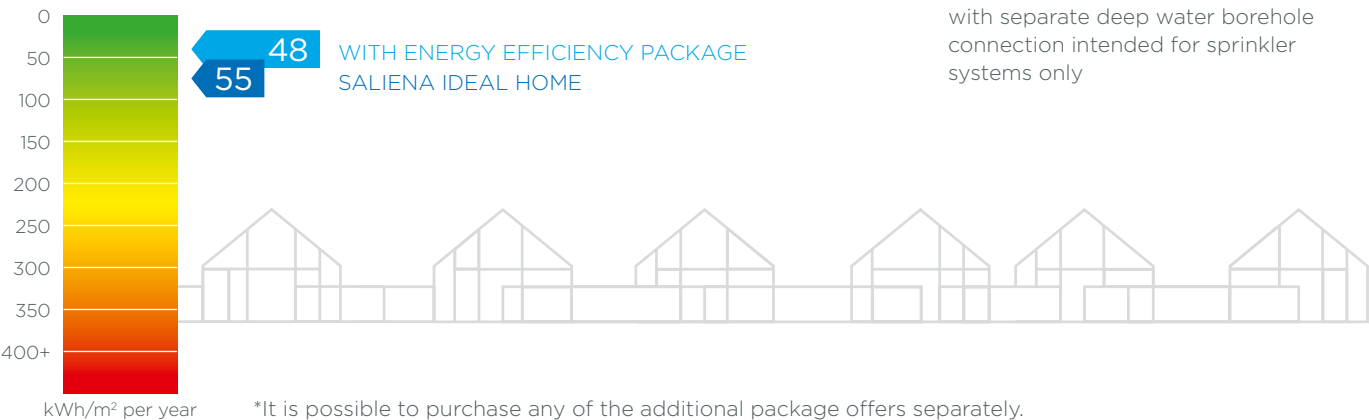 0
50
100
150
200
250
300
350
400+
kWh/m² per year
48
WITH ENERGY EFFICIENCY PACKAGE
55
SALIENA IDEAL HOME
with separate deep water borehole
connection intended for sprinkler
systems only
*It is possible to purchase any of the additional package offers separately.